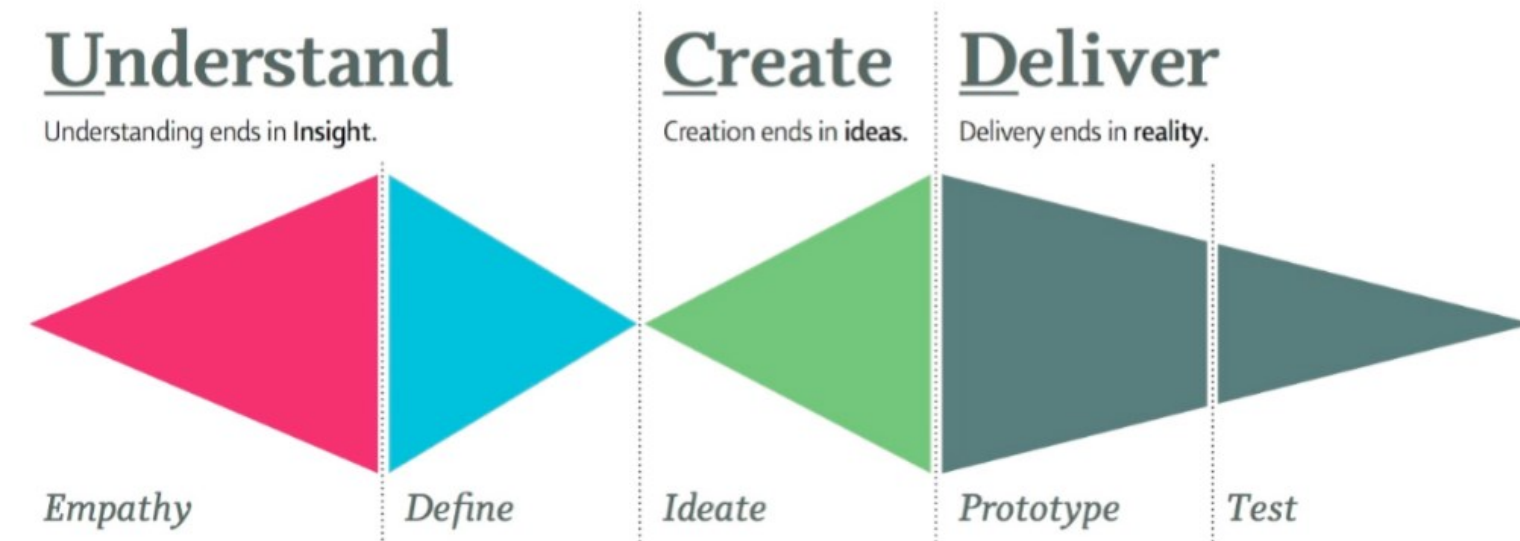 Understand
Understanding ends in Insight.
Create
Creation ends in ideas.
Deliver
Delivery ends in reality.
Empathy
Define
Ideate
Prototype
Test